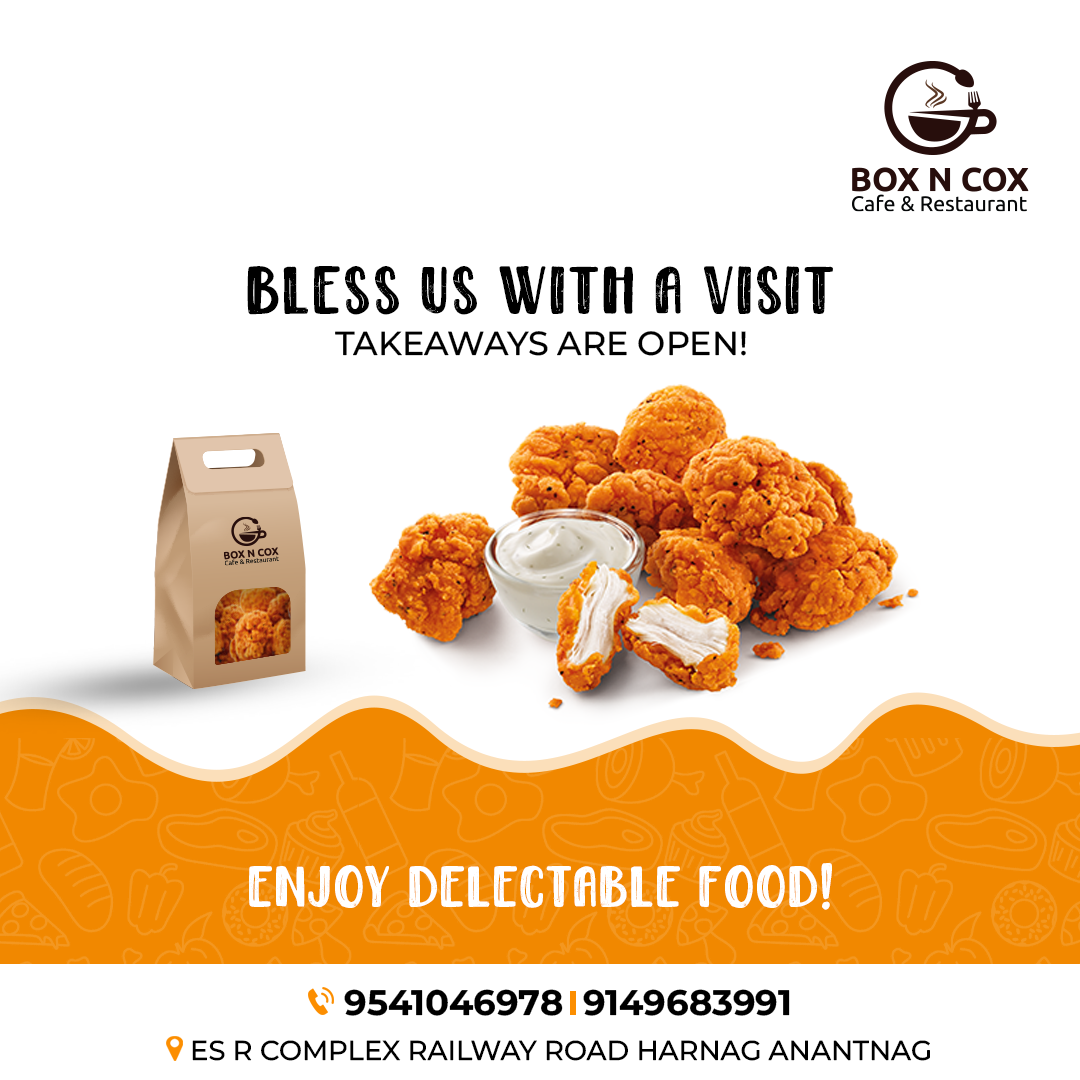 BOX N COX
Cafe & Restaurant
BLESS US WITH A VISIT
TAKEAWAYS ARE OPEN!
BOX N COX
Cafe & Restaurant
ENJOY DELECTABLE FOOD!
9541046978 | 9149683991
ES R COMPLEX RAILWAY ROAD HARNAG ANANTNAG